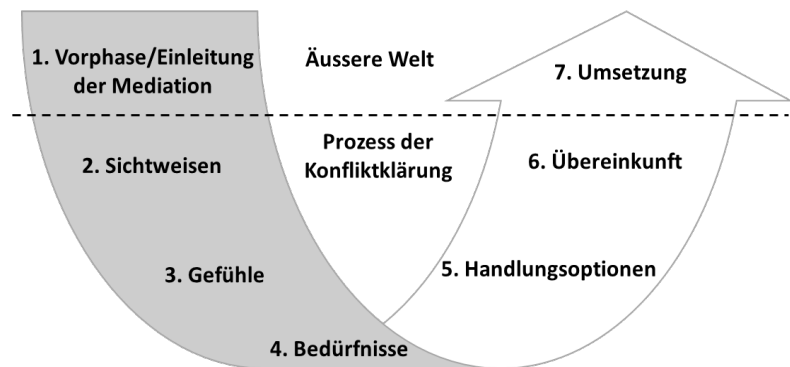 1. Vorphase/Einleitung
der Mediation
Äussere Welt
7. Umsetzung
Prozess der
Konfliktklärung
2. Sichtweisen
6. Übereinkunft
3. Gefühle
5. Handlungsoptionen
4. Bedürfnisse